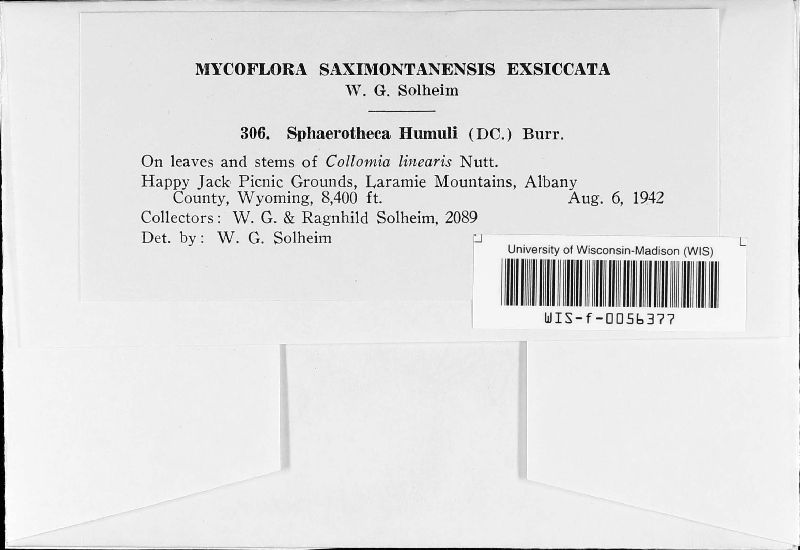 MYCOFLORA SAXIMONTANENSIS EXSICCATA
W. G. Solheim
306. Sphaerotheca Humuli (DC.) Burr.
On leaves and stems of Collomia linearis Nutt.
Happy Jack Picnic Grounds, Laramie Mountains, Albany
County, Wyoming, 8,400 ft. Aug. 6, 1942
Collectors: W. G. & Ragnhild Solheim, 2089
Det. by: W. G. Solheim
University of Wisconsin-Madison (WIS)
WIS-f-0056377